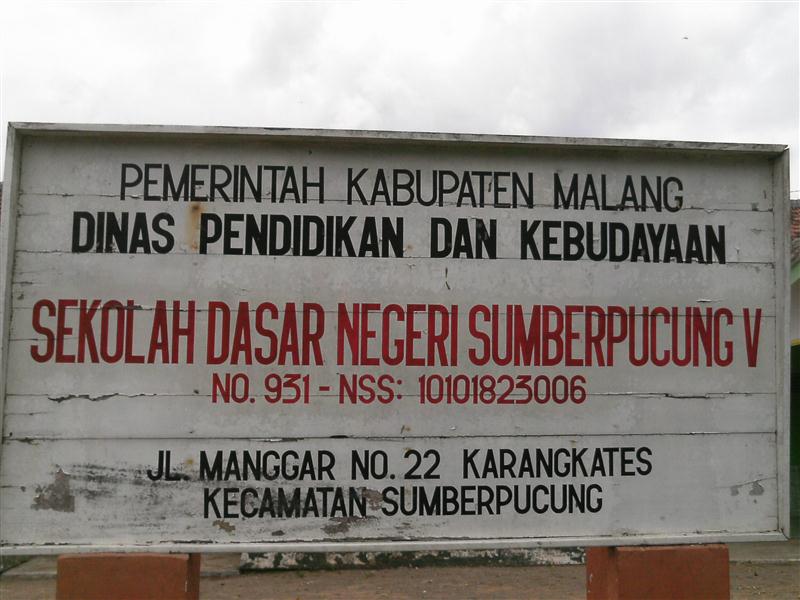 PEMERINTAH KABUPATEN MALANG
DINAS PENDIDIKAN DAN KEBUDAYAAN
SEKOLAH DASAR NEGERI SUMBERPUCUNG V
NO. 931 - NSS: 10101823006
JL. MANGGAR NO. 22 KARANGKATES
KECAMATAN SUMBERPUCUNG